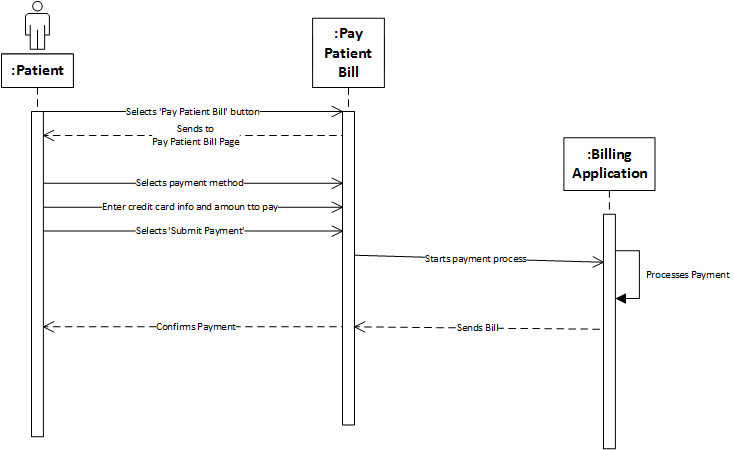 :Patient
:Pay
Patient
Bill
Selects 'Pay Patient Bill' button
Sends to
Pay Patient Bill Page
:Billing
Application
Selects payment method
Enter credit card info and amoun tto pay
Selects 'Submit Payment'
Starts payment process
Processes Payment
Confirms Payment
Sends Bill